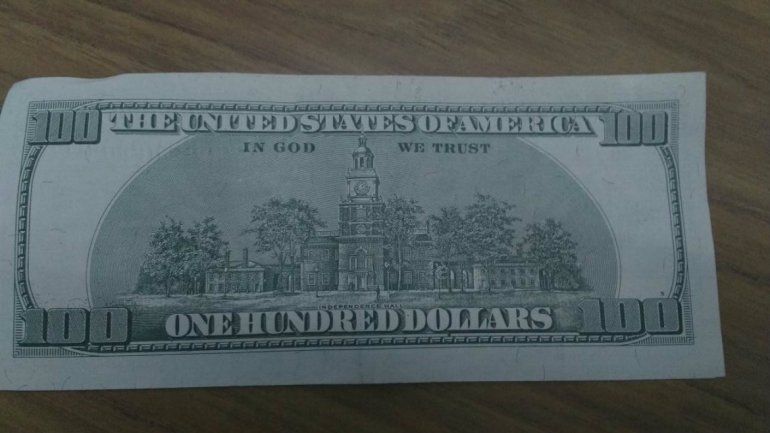 100 THE UNITED STATES OF AMERICA 100
IN GOD WE TRUST
INDEPENDENCE HALL
100 ONE HUNDRED DOLLARS 100